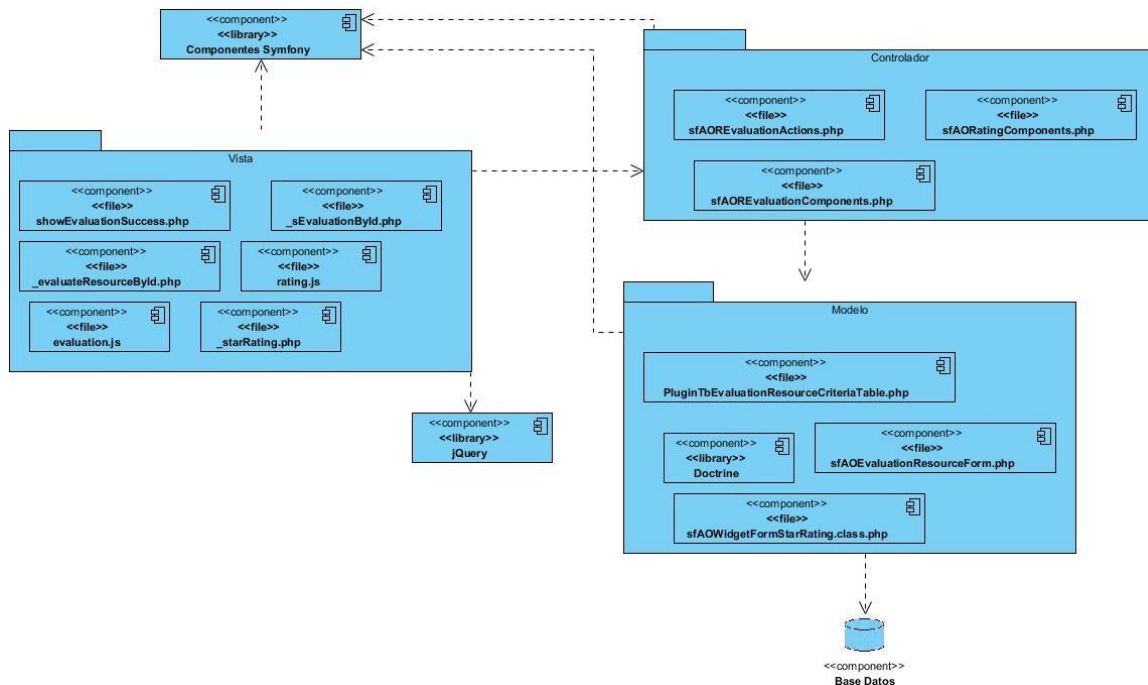 <<component>>
<<library>>
Componentes Symfony
Controlador
<<component>>
<<file>>
sfAOREvaluationActions.php
<<component>>
<<file>>
sfAORatingComponents.php
<<component>>
<<file>>
sfAOREvaluationComponents.php
Vista
<<component>>
<<file>>
showEvaluationSuccess.php
<<component>>
<<file>>
_sEvaluationById.php
<<component>>
<<file>>
_evaluateResourceById.php
<<component>>
<<file>>
rating.js
<<component>>
<<file>>
evaluation.js
<<component>>
<<file>>
_starRating.php
<<component>>
<<library>>
jQuery
Modelo
<<component>>
<<file>>
PluginTbEvaluationResourceCriteriaTable.php
<<component>>
<<library>>
Doctrine
<<component>>
<<file>>
sfAOEvaluationResourceForm.php
<<component>>
<<file>>
sfAOWidgetFormStarRating.class.php
<<component>>
Base Datos